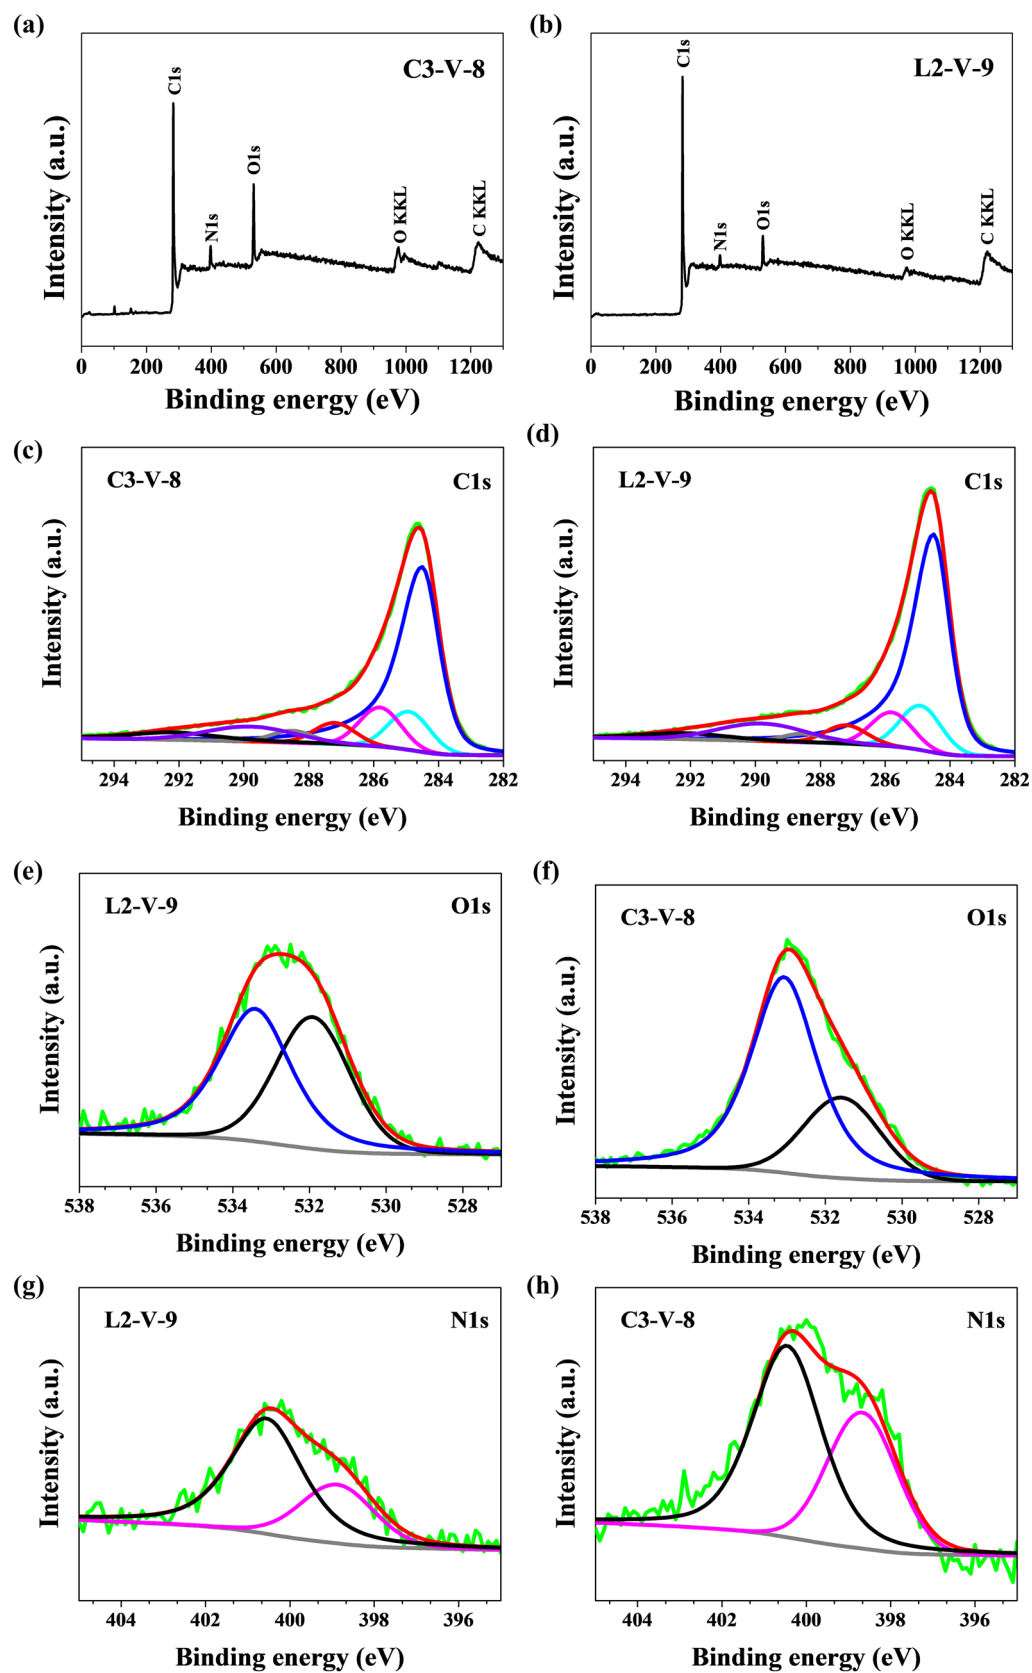 (a)
C3-V-8
C1s
N1s
O1s
O KKL
C KKL
Intensity (a.u.)
0 200 400 600 800 1000 1200
Binding energy (eV)
(b)
L2-V-9
C1s
N1s
O1s
O KKL
C KKL
Intensity (a.u.)
0 200 400 600 800 1000 1200
Binding energy (eV)
(c)
C3-V-8 C1s
Intensity (a.u.)
294 292 290 288 286 284 282
Binding energy (eV)
(d)
L2-V-9 C1s
Intensity (a.u.)
294 292 290 288 286 284 282
Binding energy (eV)
(e)
L2-V-9 O1s
Intensity (a.u.)
538 536 534 532 530 528
Binding energy (eV)
(f)
C3-V-8 O1s
Intensity (a.u.)
538 536 534 532 530 528
Binding energy (eV)
(g)
L2-V-9 N1s
Intensity (a.u.)
404 402 400 398 396
Binding energy (eV)
(h)
C3-V-8 N1s
Intensity (a.u.)
404 402 400 398 396
Binding energy (eV)